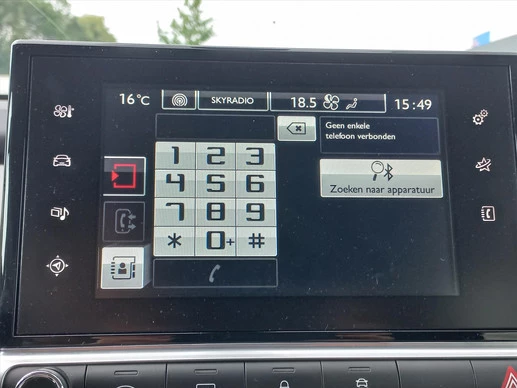 16°C SKYRADIO 18.5 15:49
Geen enkele
telefoon verbonden
1 2 3
4 5 6
7 8 9
* 0+ #
Zoeken naar apparatuur